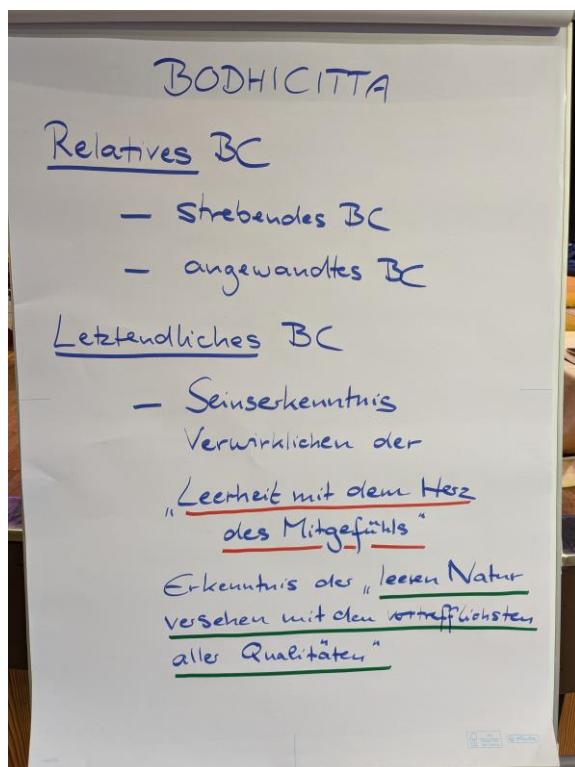 BODHICITTA
Relatives BC
– strebendes BC
– angewandtes BC
Letztendliches BC
– Seinserkenntnis
Verwirklichen der
„Leerheit mit dem Herz
des Mitgefühls"
Erkenntnis der „leeren Natur
versehen mit den vortrefflichsten
aller Qualitäten"